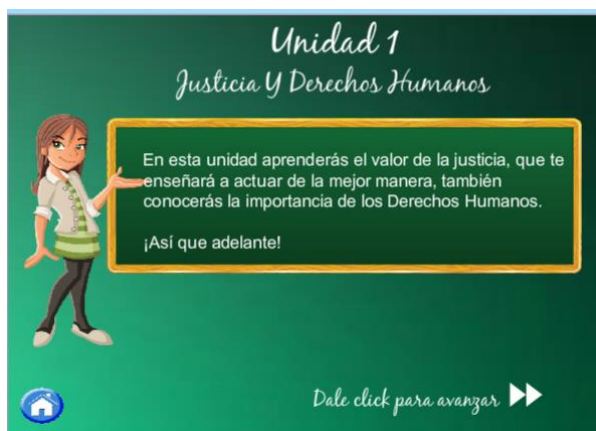 Unidad 1
Justicia Y Derechos Humanos
En esta unidad aprenderás el valor de la justicia, que te
enseñará a actuar de la mejor manera, también
conocerás la importancia de los Derechos Humanos.
¡Así que adelante!
Dale click para avanzar